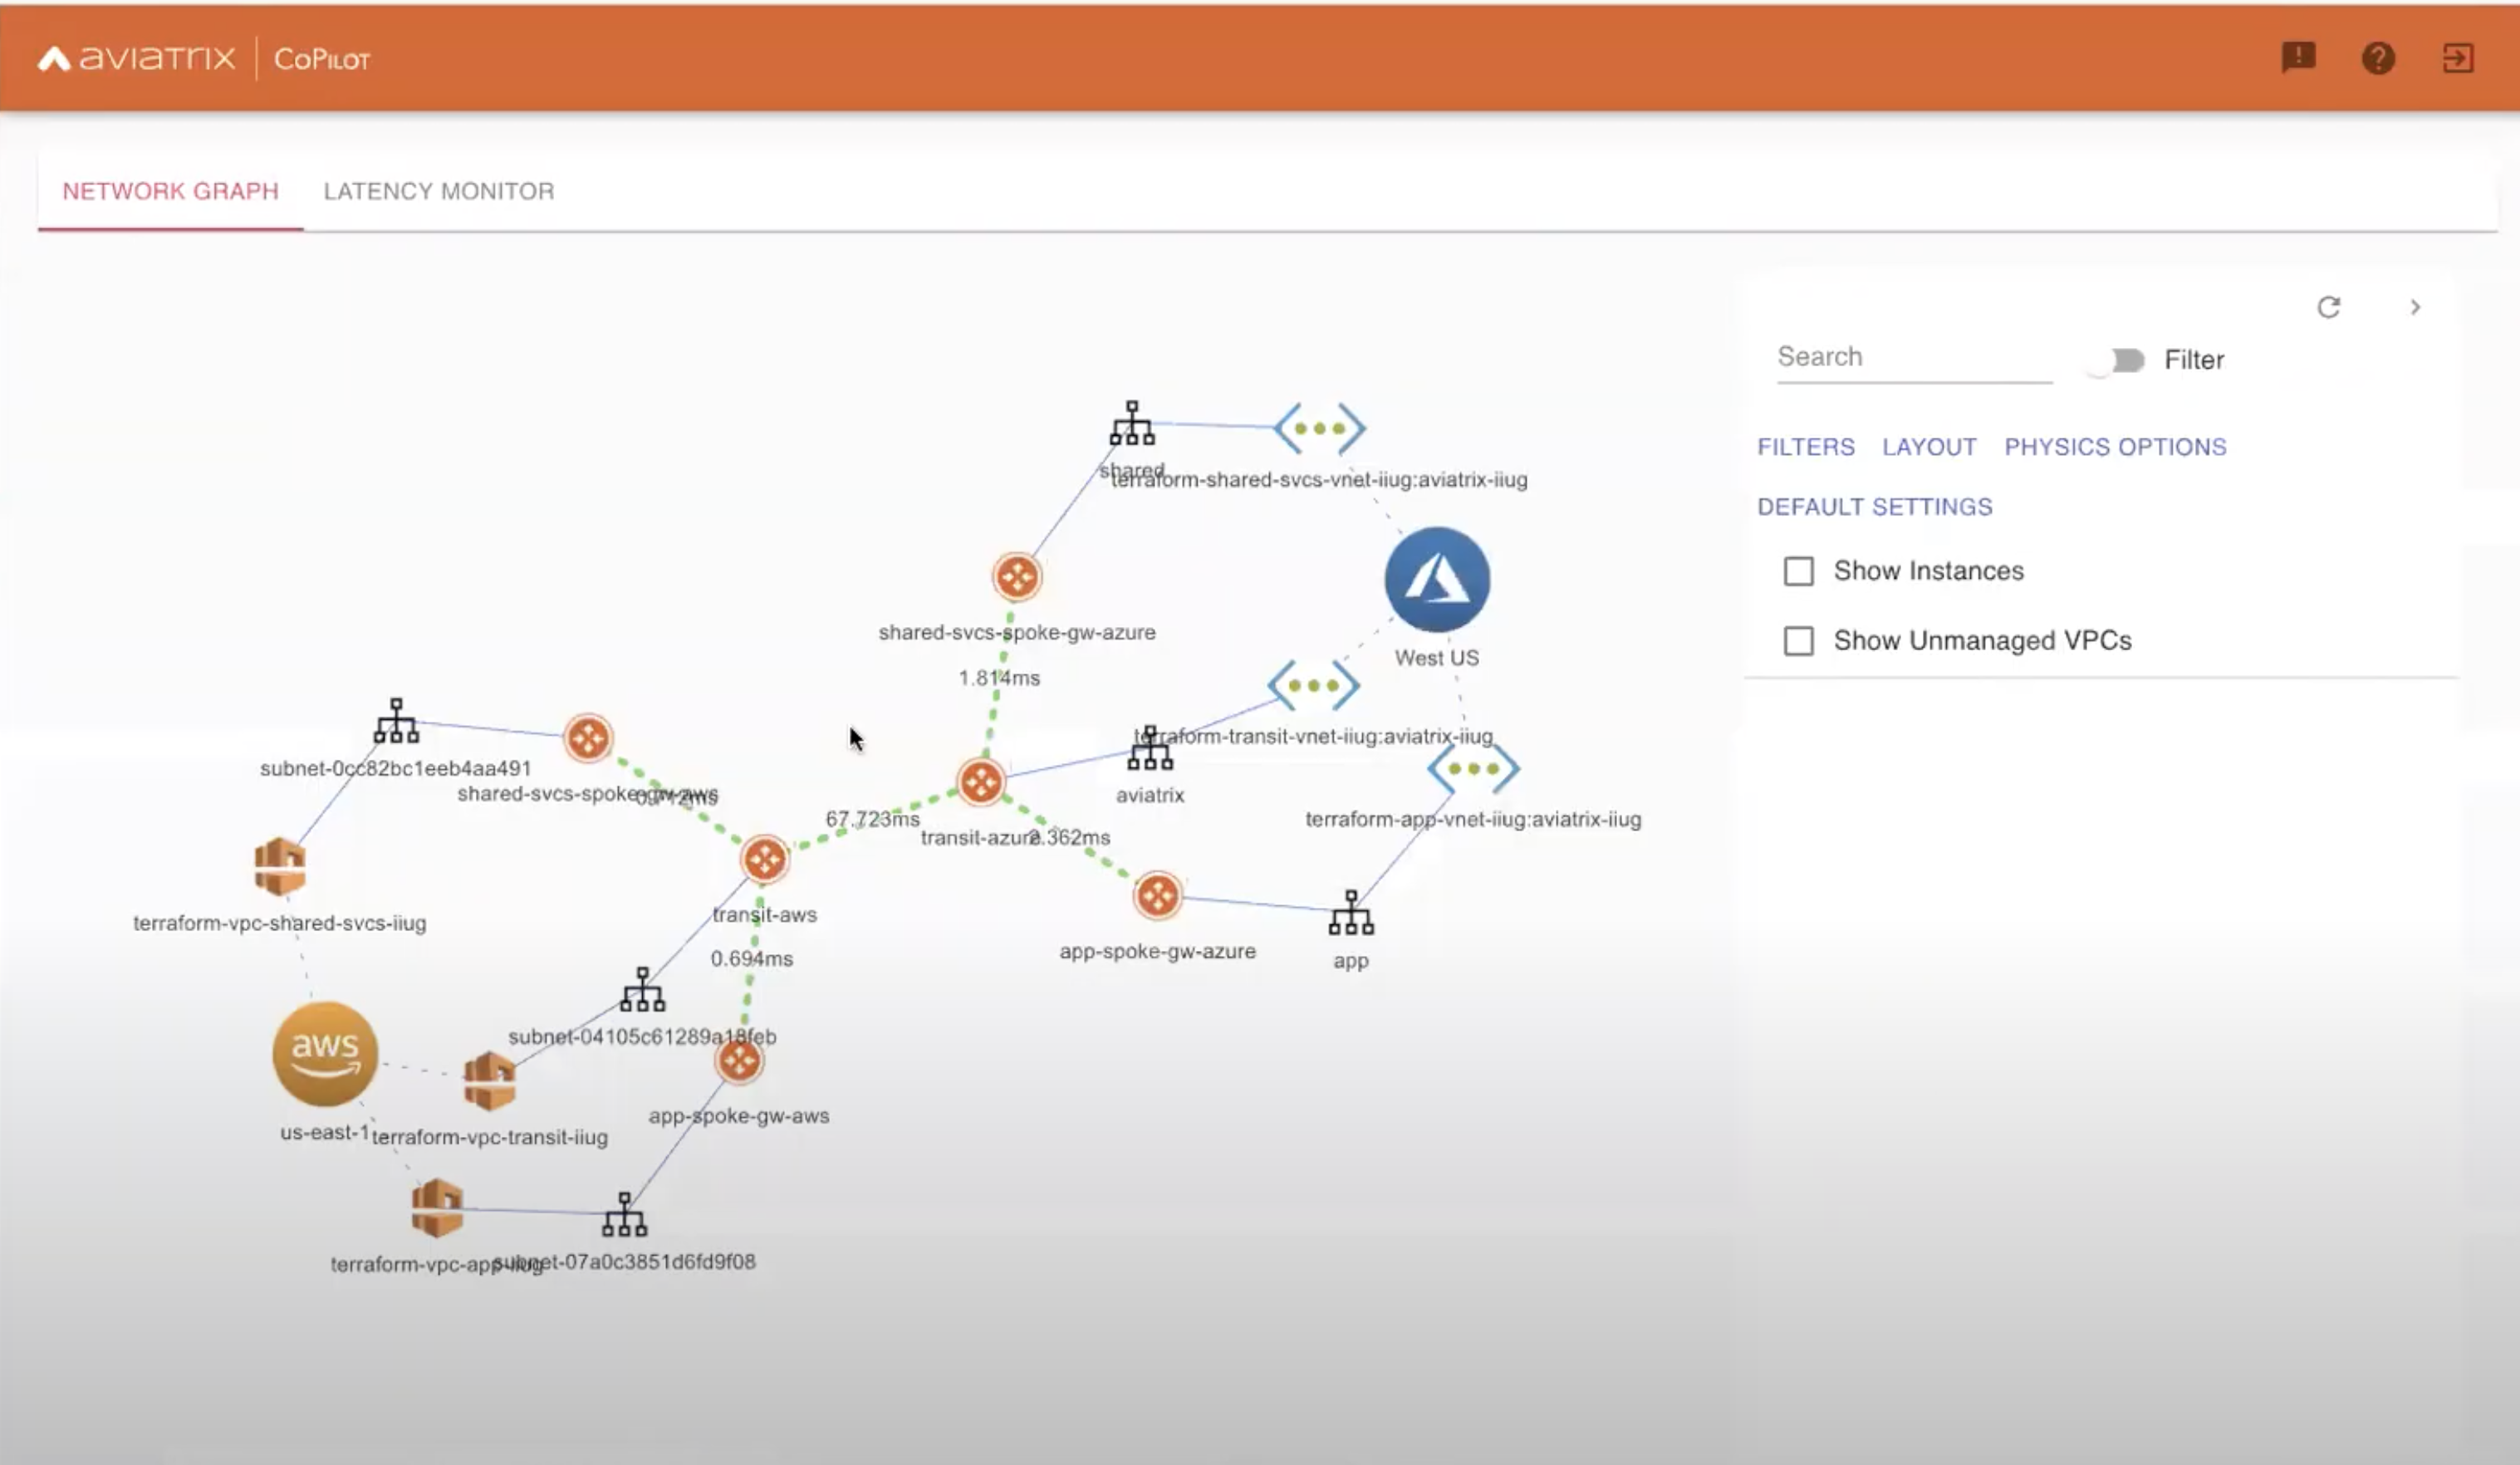 aviatrix CoPilot
NETWORK GRAPH LATENCY MONITOR
Search
Filter
FILTERS LAYOUT PHYSICS OPTIONS
DEFAULT SETTINGS
Show Instances
Show Unmanaged VPCs
shared
terraform-shared-svcs-vnet-iiug:aviatrix-iiug
shared-svcs-spoke-gw-azure
West US
1.814ms
terraform-transit-vnet-iiug:aviatrix-iiug
subnet-0cc82bc1eeb4aa491
shared-svcs-spoke-gw-aws
aviatrix
67.723ms
terraform-app-vnet-iiug:aviatrix-iiug
transit-azure
transit-aws
terraform-vpc-shared-svcs-iiug
app-spoke-gw-azure
0.694ms
app
subnet-04105c61289a18feb
aws
app-spoke-gw-aws
us-east-1
terraform-vpc-transit-iiug
terraform-vpc-app-iiug
subnet-07a0c3851d6fd9f08